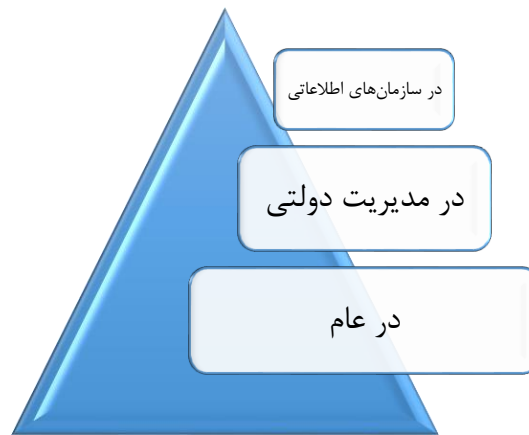 در سازمان‌های اطلاعاتی
در مدیریت دولتی
در عام